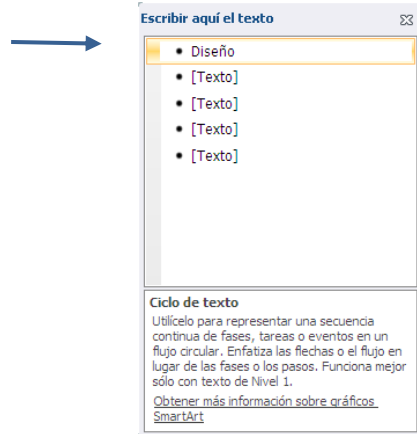 Escribir aquí el texto
• Diseño
• [Texto]
• [Texto]
• [Texto]
• [Texto]
Ciclo de texto
Utilícelo para representar una secuencia
continua de fases, tareas o eventos en un
flujo circular. Enfatiza las flechas o el flujo en
lugar de las fases o los pasos. Funciona mejor
sólo con texto de Nivel 1.
Obtener más información sobre gráficos
SmartArt